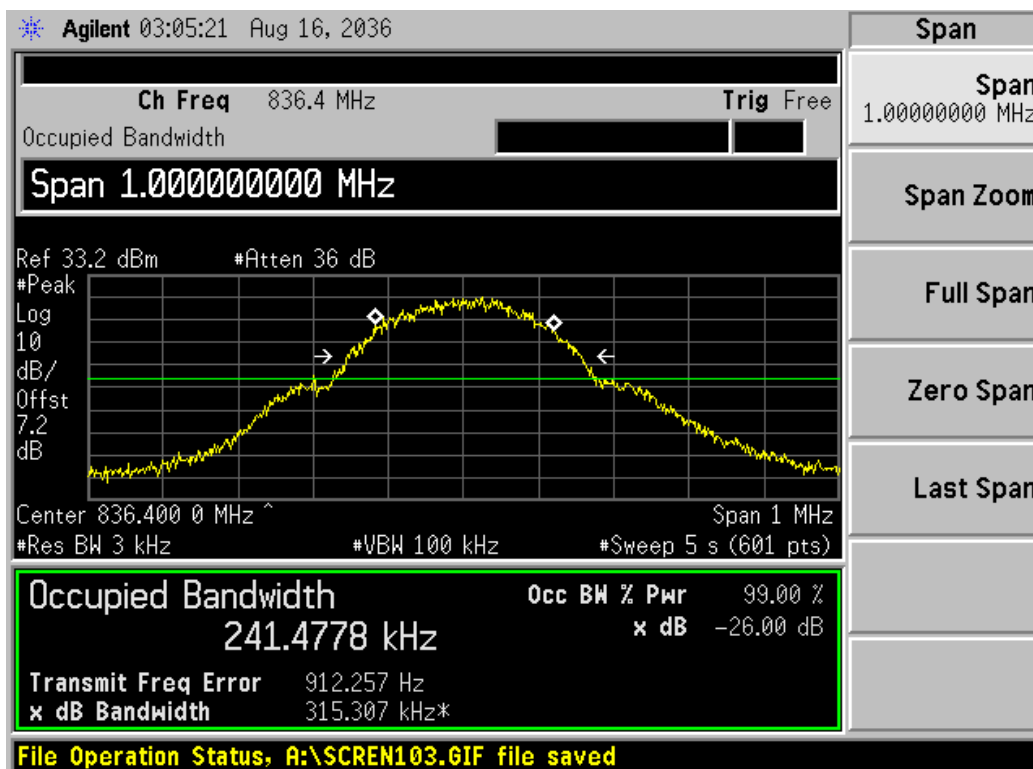 Agilent 03:05:21 Aug 16, 2036
Span
Ch Freq 836.4 MHz Trig Free
Occupied Bandwidth
Span 1.000000000 MHz
Ref 33.2 dBm #Atten 36 dB
#Peak
Log
10
dB/
Offst
7.2
dB
Center 836.400 0 MHz ^ Span 1 MHz
#Res BW 3 kHz #VBW 100 kHz #Sweep 5 s (601 pts)
Occupied Bandwidth Occ BW % Pwr 99.00 %
241.4778 kHz x dB -26.00 dB
Transmit Freq Error 912.257 Hz
x dB Bandwidth 315.307 kHz*
File Operation Status, A:\SCREN103.GIF file saved
Span
1.00000000 MHz
Span Zoom
Full Span
Zero Span
Last Span